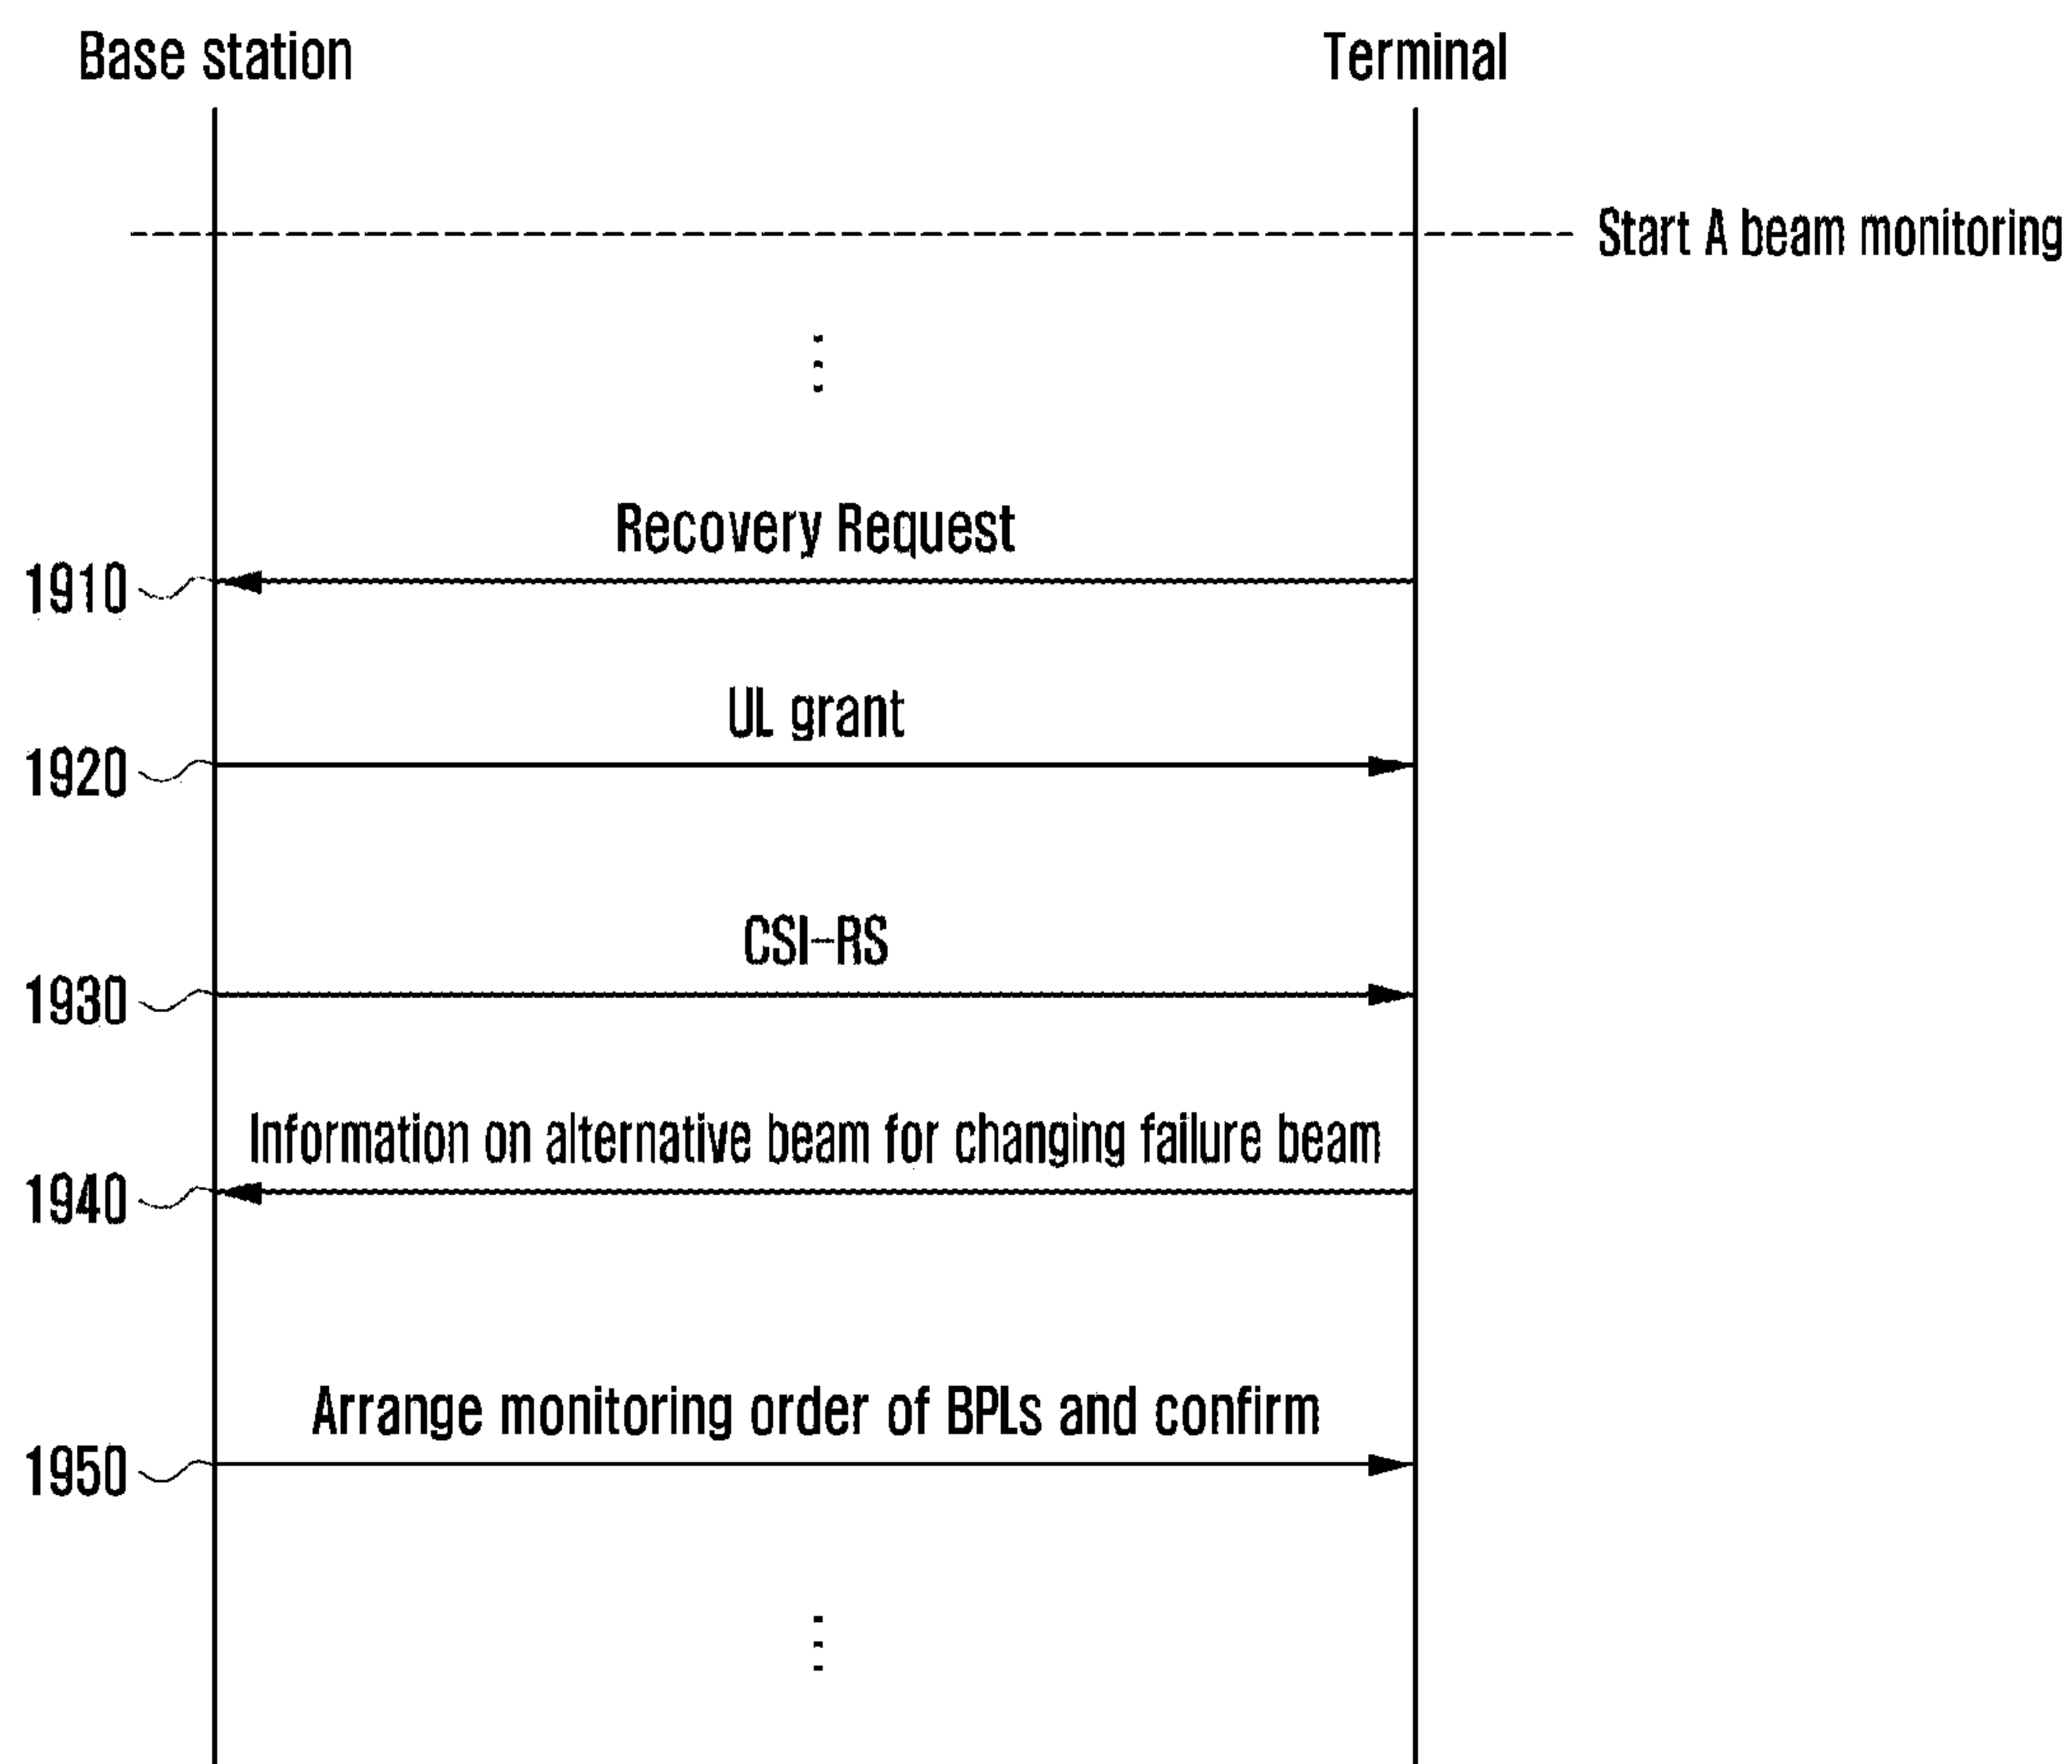 Base station
Terminal
Start A beam monitoring
Recovery Request
1910
UL grant
1920
CSI-RS
1930
Information on alternative beam for changing failure beam
1940
Arrange monitoring order of BPLs and confirm
1950